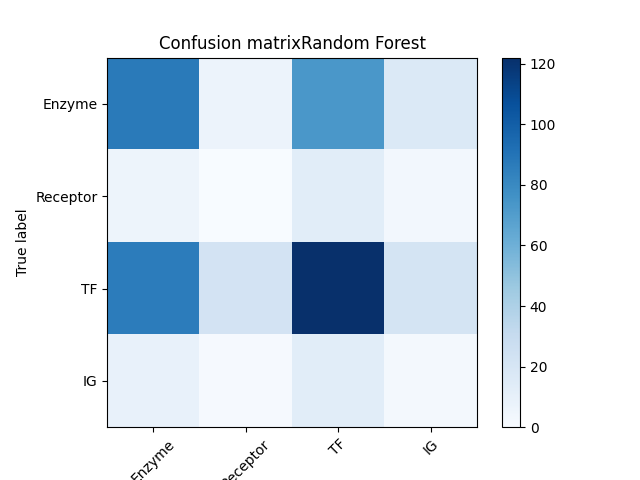 Confusion matrixRandom Forest
True label
Enzyme
Receptor
TF
IG
Enzyme
Receptor
TF
IG
120
100
80
60
40
20
0